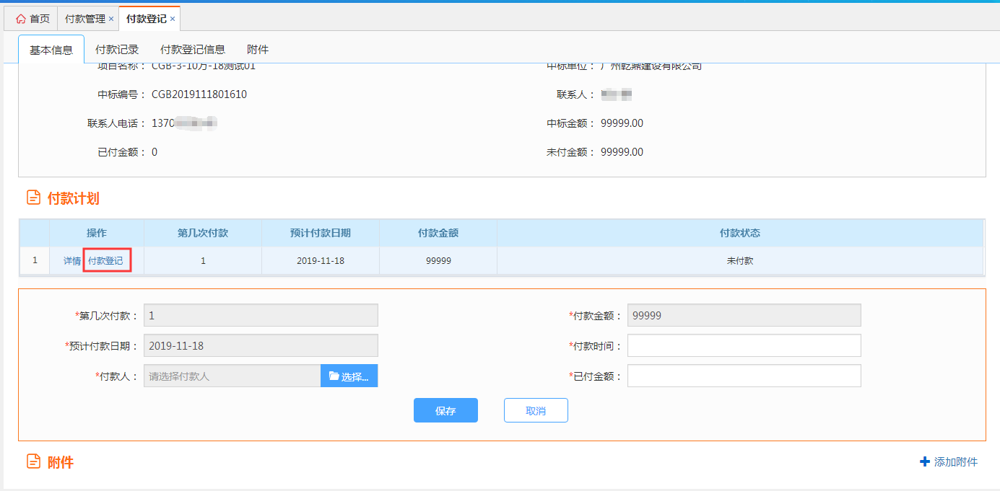 首页 付款管理 × 付款登记 ×
基本信息 付款记录 付款登记信息 附件
项目名称： CGB-3-10万-18测试01 中标单位： 广州乾鼎建设有限公司
中标编号： CGB2019111801610 联系人：
联系人电话： 1370 中标金额： 99999.00
已付金额： 0 未付金额： 99999.00
付款计划
操作 第几次付款 预计付款日期 付款金额 付款状态
1 详情 付款登记 1 2019-11-18 99999 未付款
*第几次付款： 1 *付款金额： 99999
*预计付款日期： 2019-11-18 *付款时间：
*付款人： 请选择付款人 选择... *已付金额：
保存 取消
附件 添加附件